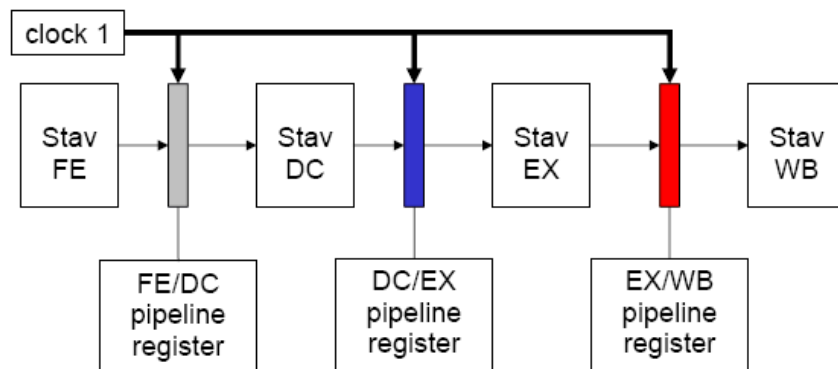 clock 1
Stav
FE
Stav
DC
Stav
EX
Stav
WB
FE/DC
pipeline
register
DC/EX
pipeline
register
EX/WB
pipeline
register